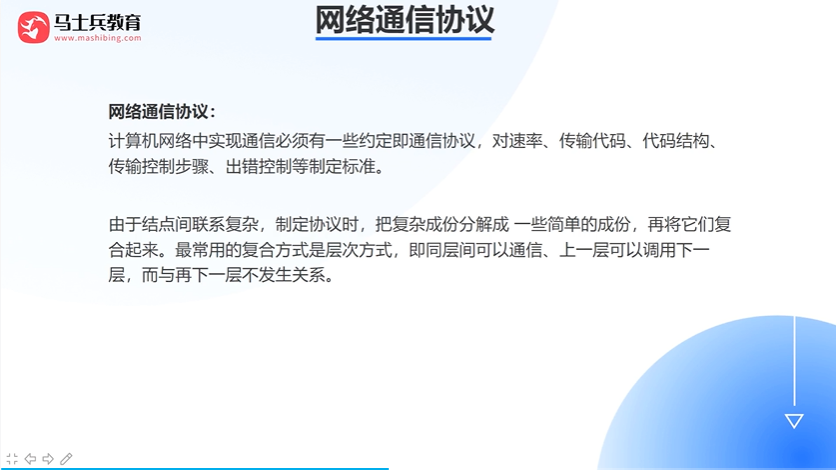 马士兵教育
www.mashibing.com
网络通信协议
网络通信协议：
计算机网络中实现通信必须有一些约定即通信协议，对速率、传输代码、代码结构、
传输控制步骤、出错控制等制定标准。
由于结点间联系复杂，制定协议时，把复杂成份分解成 一些简单的成份，再将它们复
合起来。最常用的复合方式是层次方式，即同层间可以通信、上一层可以调用下一
层，而与再下一层不发生关系。